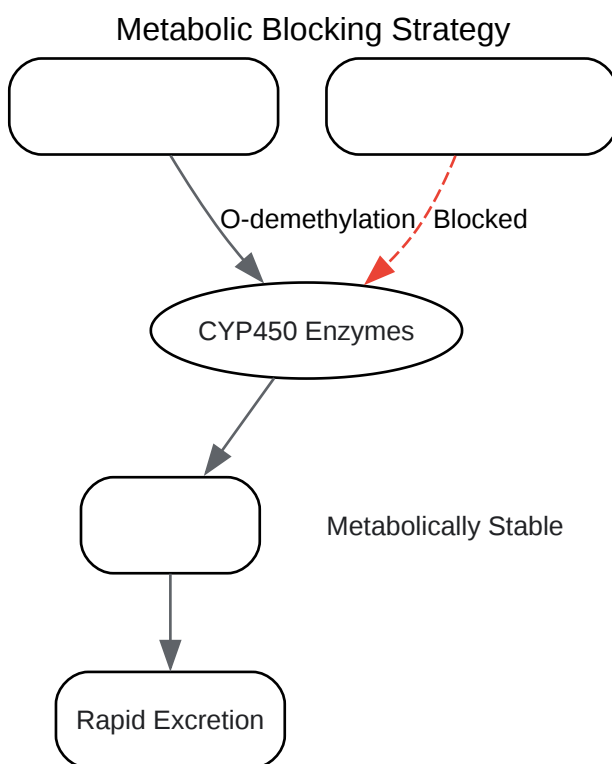 Metabolic Blocking Strategy
O-demethylation
Blocked
CYP450 Enzymes
Metabolically Stable
Rapid Excretion